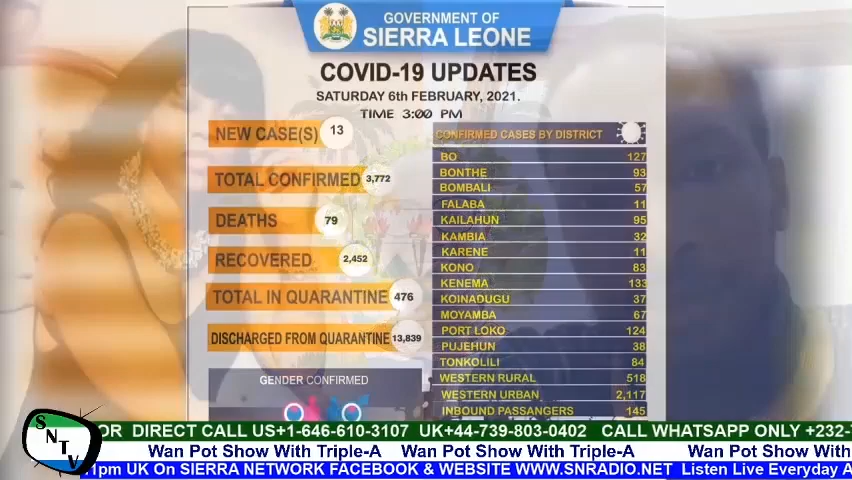 GOVERNMENT OF
SIERRA LEONE
COVID-19 UPDATES
SATURDAY 6th FEBRUARY, 2021.
TIME 3:00 PM
NEW CASE(S) 13
TOTAL CONFIRMED 3,772
DEATHS 79
RECOVERED 2,452
TOTAL IN QUARANTINE 476
DISCHARGED FROM QUARANTINE 13,839
GENDER CONFIRMED
CONFIRMED CASES BY DISTRICT
BO 127
BONTHE 93
BOMBALI 57
FALABA 11
KAILAHUN 95
KAMBIA 32
KARENE 11
KONO 83
KENEMA 133
KOINADUGU 37
MOYAMBA 67
PORT LOKO 124
PUJEHUN 38
TONKOLILI 84
WESTERN RURAL 518
WESTERN URBAN 2,117
INBOUND PASSENGERS 145
SNTV
OR DIRECT CALL US+1-646-610-3107 UK+44-739-803-0402 CALL WHATSAPP ONLY +232-
Wan Pot Show With Triple-A Wan Pot Show With Triple-A Wan Pot Show With
1pm UK On SIERRA NETWORK FACEBOOK & WEBSITE WWW.SNRADIO.NET Listen Live Everyday A